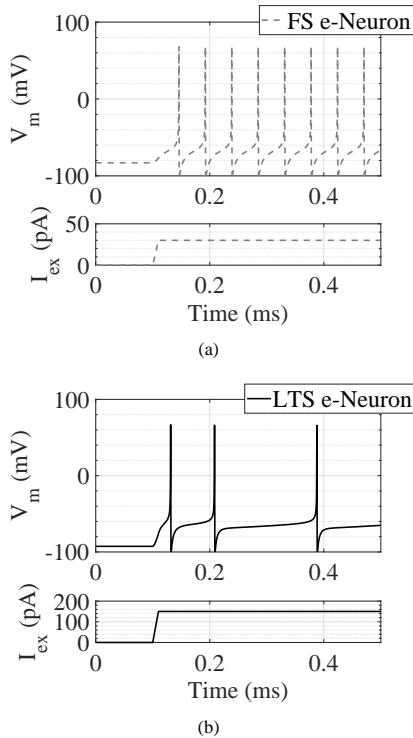 FS e-Neuron
100
0
-100
V_m (mV)
0.2
0.4
50
0
I_ex (pA)
0
0.2
0.4
Time (ms)
(a)
LTS e-Neuron
100
0
-100
V_m (mV)
0
0.2
0.4
200
100
0
I_ex (pA)
0
0.2
0.4
Time (ms)
(b)